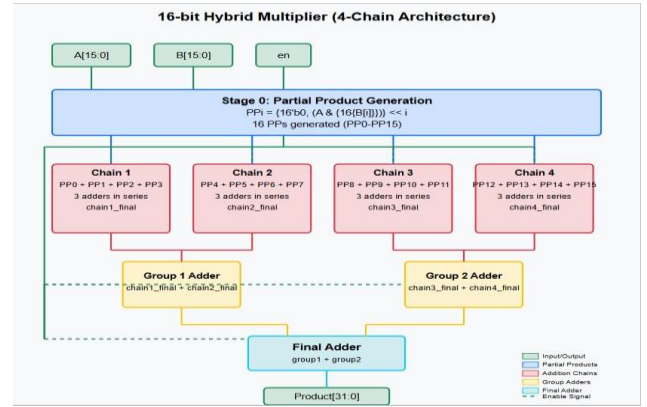 16-bit Hybrid Multiplier (4-Chain Architecture)
A[15:0]
B[15:0]
en
Stage 0: Partial Product Generation
PPi = {16'b0, (A & {16{B[i]}})} << i
16 PPs generated (PP0-PP15)
Chain 1
PP0 + PP1 + PP2 + PP3
3 adders in series
chain1_final
Chain 2
PP4 + PP5 + PP6 + PP7
3 adders in series
chain2_final
Chain 3
PP8 + PP9 + PP10 + PP11
3 adders in series
chain3_final
Chain 4
PP12 + PP13 + PP14 + PP15
3 adders in series
chain4_final
Group 1 Adder
chain1_final + chain2_final
Group 2 Adder
chain3_final + chain4_final
Final Adder
group1 + group2
Product[31:0]
Input/Output
Partial Products
Addition Chains
Group Adders
Final Adder
Enable Signal